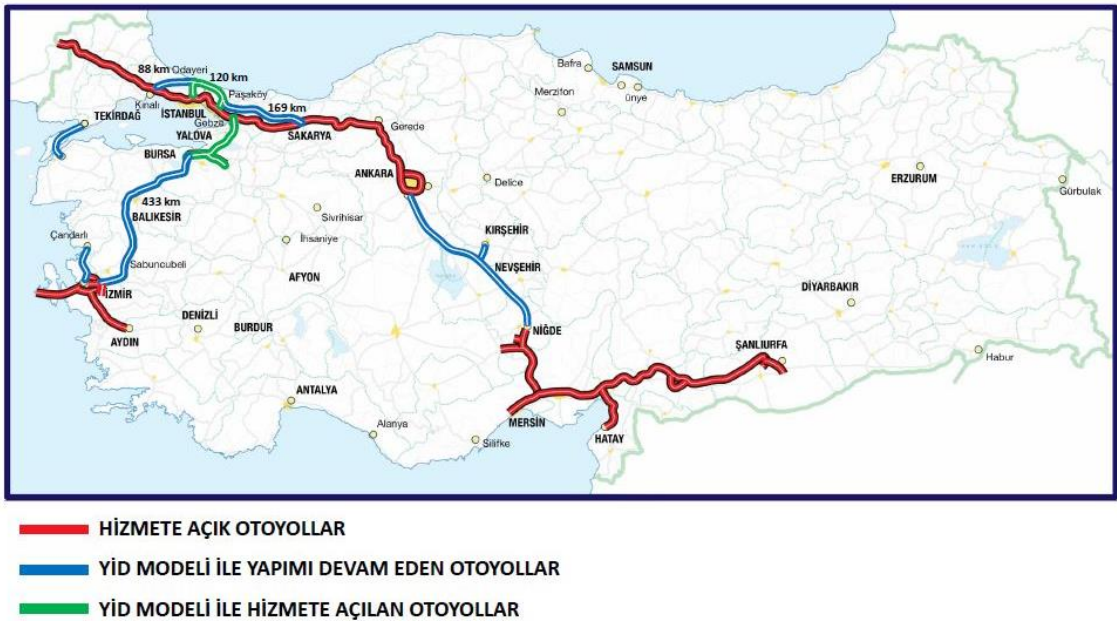 Bafra
SAMSUN
ünye
Merzifon
88 km
Odayeri
120 km
Paşaköy
Kınalı
İSTANBUL
169 km
TEKİRDAĞ
Gebze
YALOVA
SAKARYA
Gerede
BURSA
ANKARA
Delice
ERZURUM
Gürbulak
433 km
BALIKESİR
Sivrihisar
KIRŞEHİR
Çandarlı
İhsaniye
NEVŞEHİR
Sabuncubeli
AFYON
DİYARBAKIR
İZMİR
DENİZLİ
BURDUR
NİĞDE
AYDIN
ŞANLIURFA
Habur
ANTALYA
MERSİN
Alanya
Silifke
HATAY
HİZMETE AÇIK OTOYOLLAR
YİD MODELİ İLE YAPIMI DEVAM EDEN OTOYOLLAR
YİD MODELİ İLE HİZMETE AÇILAN OTOYOLLAR